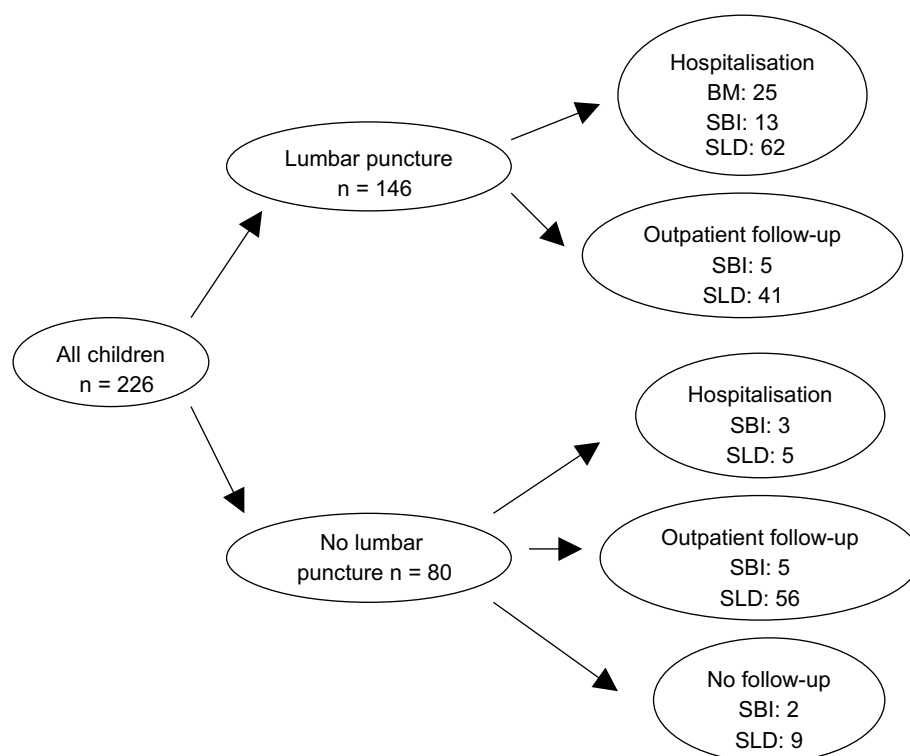 All children
n = 226
Lumbar puncture
n = 146
Hospitalisation
BM: 25
SBI: 13
SLD: 62
Outpatient follow-up
SBI: 5
SLD: 41
No lumbar
puncture n = 80
Hospitalisation
SBI: 3
SLD: 5
Outpatient follow-up
SBI: 5
SLD: 56
No follow-up
SBI: 2
SLD: 9